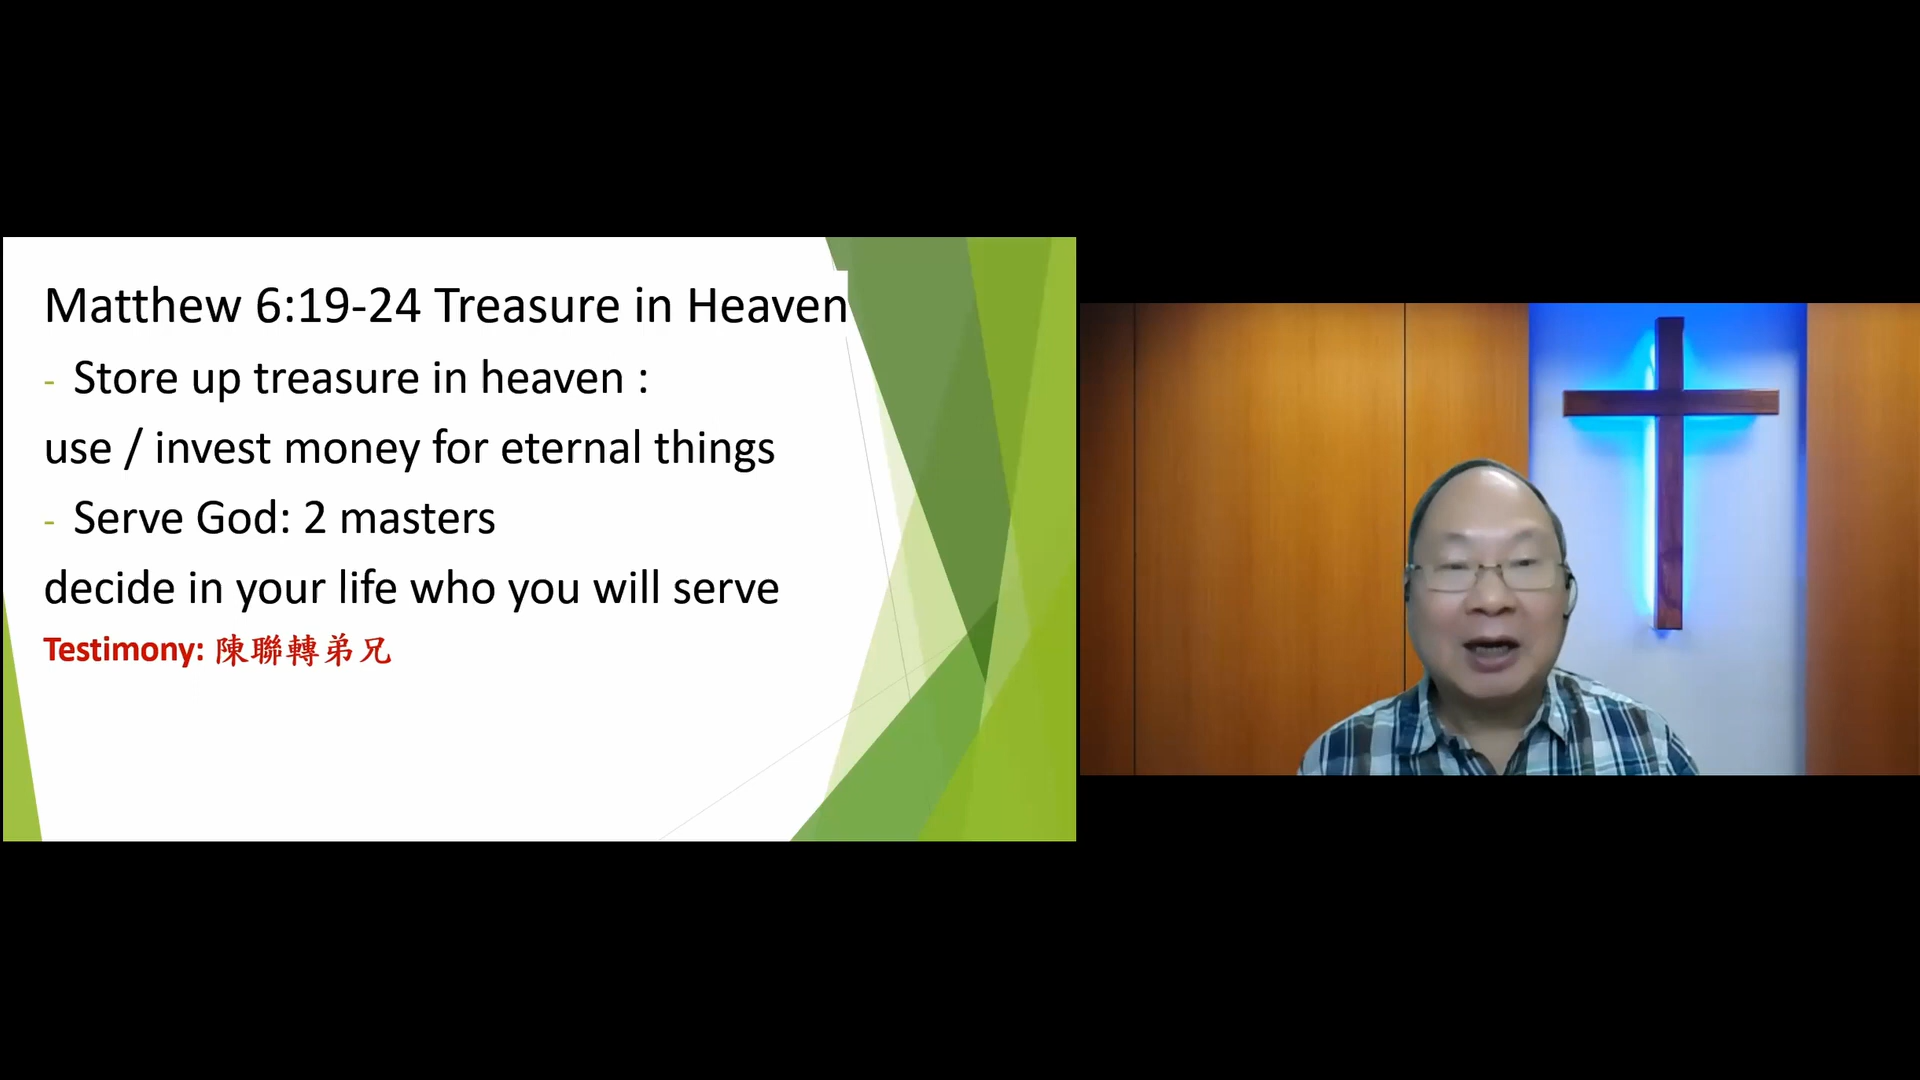 Matthew 6:19-24 Treasure in Heaven
- Store up treasure in heaven :
use / invest money for eternal things
- Serve God: 2 masters
decide in your life who you will serve
Testimony: 陳聯轉弟兄